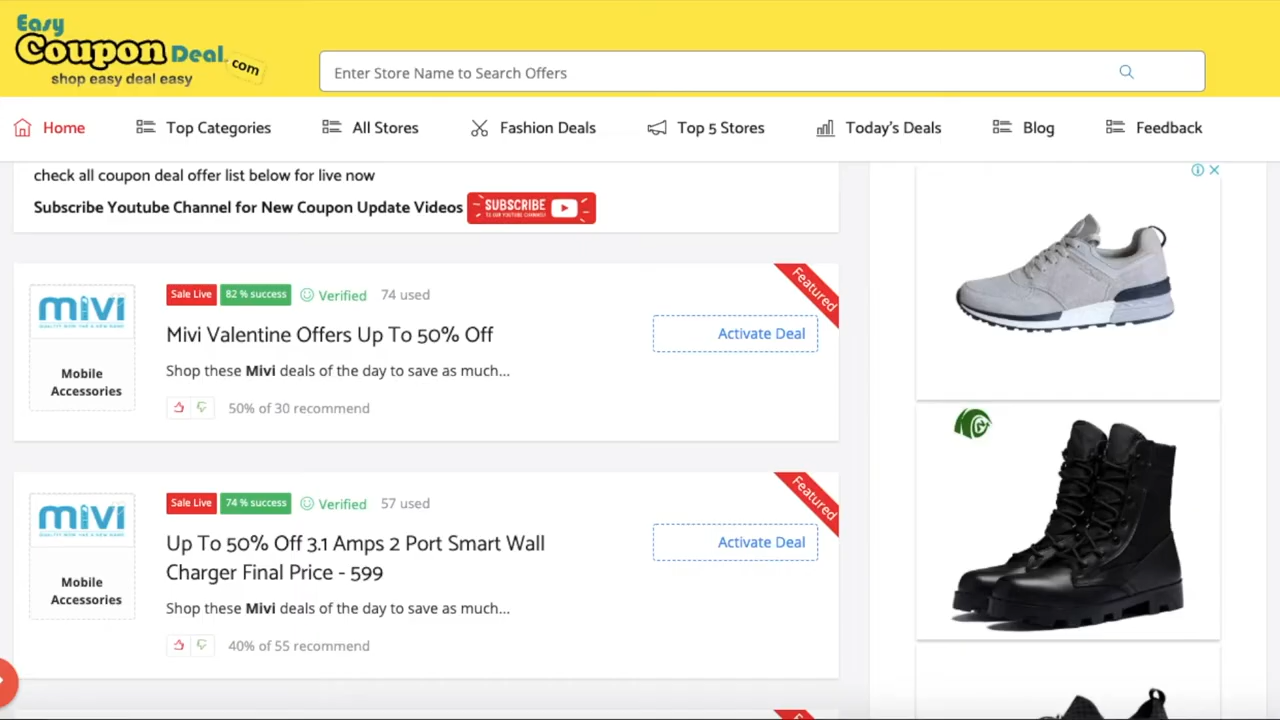 Easy
Coupon Deal.com
shop easy deal easy
Enter Store Name to Search Offers
Home
Top Categories
All Stores
Fashion Deals
Top 5 Stores
Today's Deals
Blog
Feedback
check all coupon deal offer list below for live now
Subscribe Youtube Channel for New Coupon Update Videos
SUBSCRIBE
TO OUR YOUTUBE CHANNEL
mivi
Mobile
Accessories
Sale Live 82 % success Verified 74 used
Mivi Valentine Offers Up To 50% Off
Shop these Mivi deals of the day to save as much...
50% of 30 recommend
Featured
Activate Deal
mivi
Mobile
Accessories
Sale Live 74 % success Verified 57 used
Up To 50% Off 3.1 Amps 2 Port Smart Wall
Charger Final Price - 599
Shop these Mivi deals of the day to save as much...
40% of 55 recommend
Featured
Activate Deal